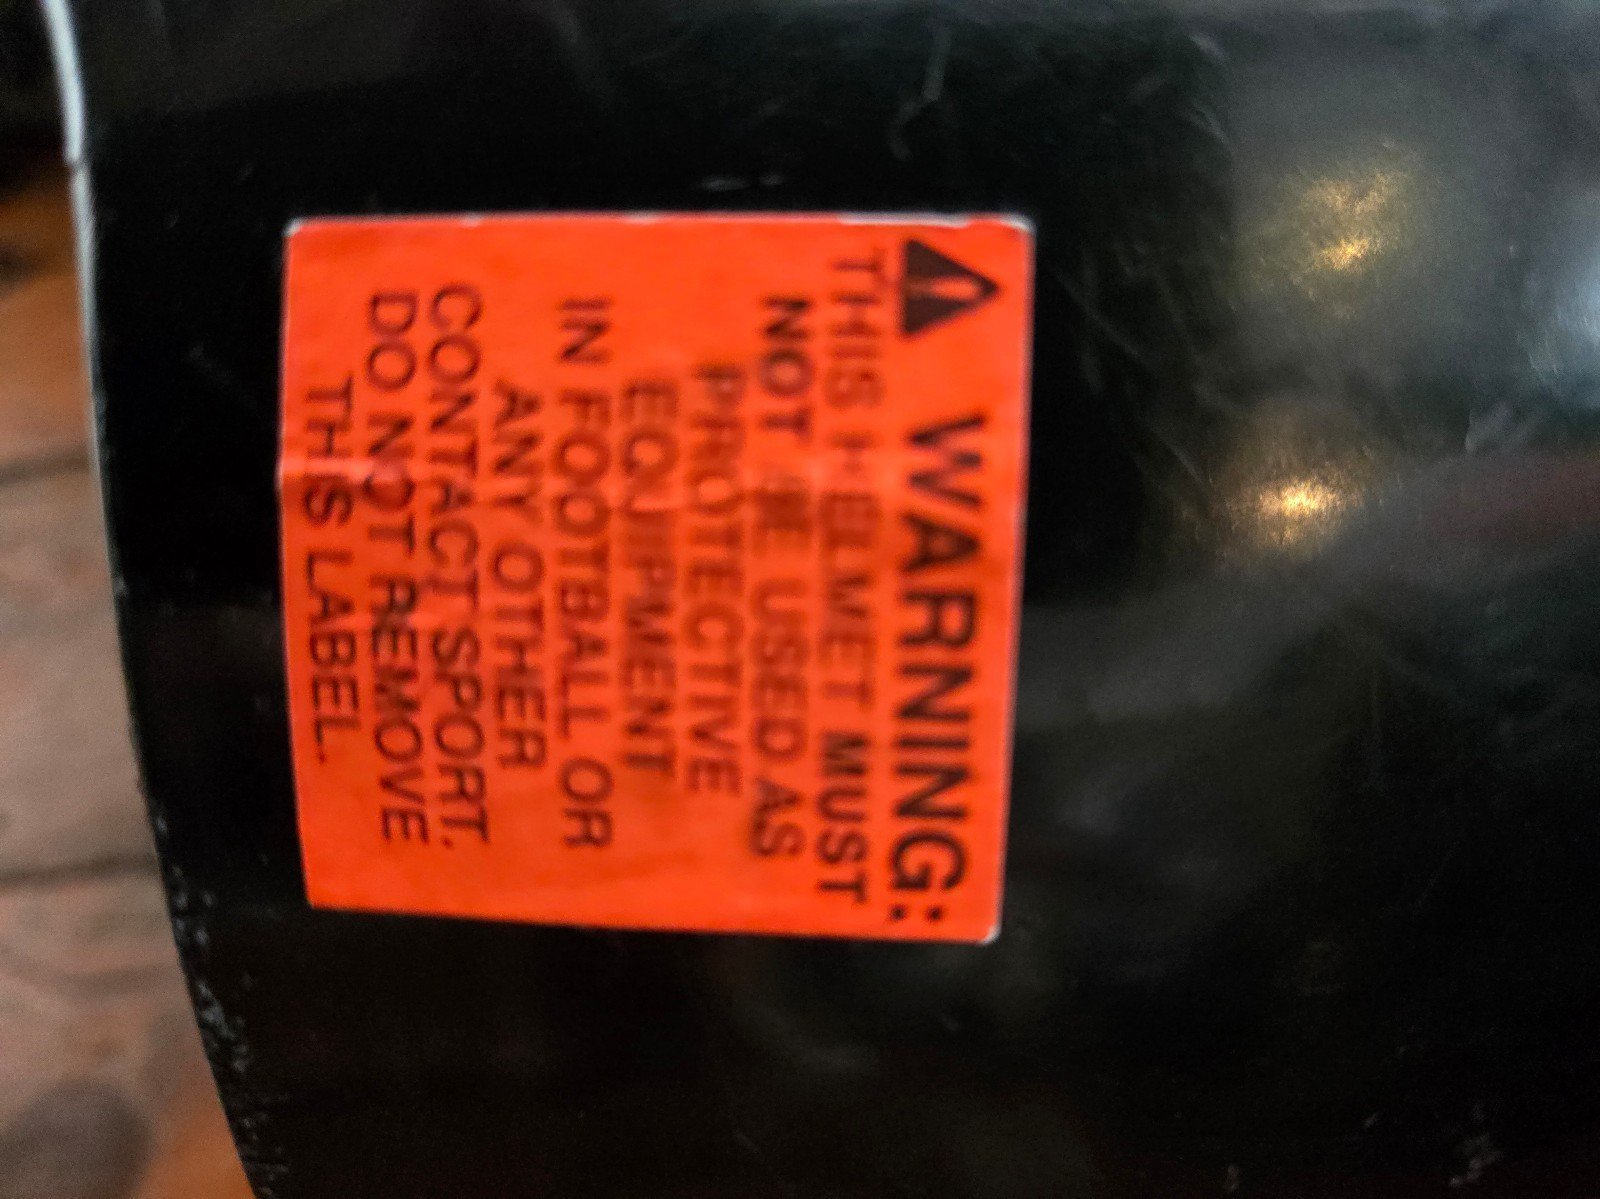 WARNING:
THIS HELMET MUST
NOT BE USED AS
PROTECTIVE
EQUIPMENT
IN FOOTBALL OR
ANY OTHER
CONTACT SPORT.
DO NOT REMOVE
THIS LABEL.